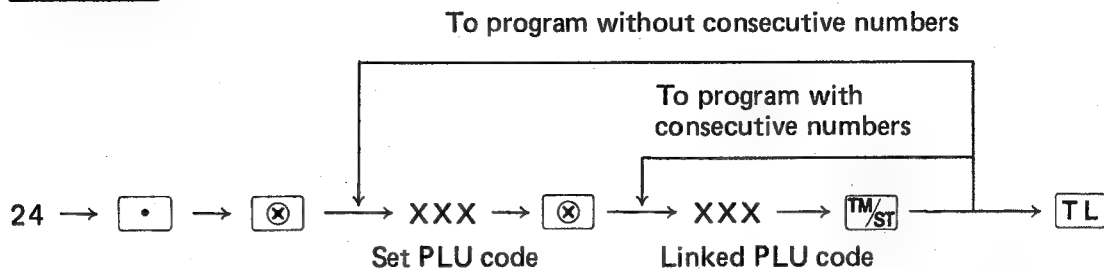 To program without consecutive numbers
To program with
consecutive numbers
24 → • → ⊗ → XXX → ⊗ → XXX → TM/ST → TL
Set PLU code Linked PLU code